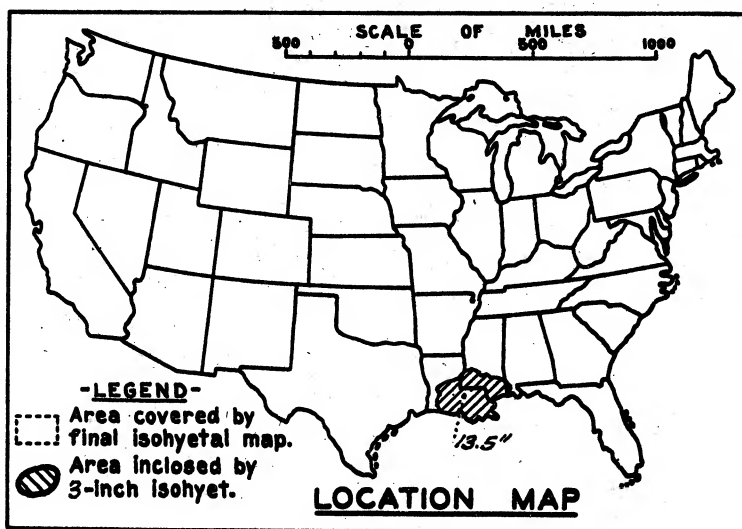 SCALE OF MILES
500 0 500 1000
-LEGEND-
Area covered by
final isohyetal map.
Area inclosed by
3-inch isohyet.
13.5"
LOCATION MAP